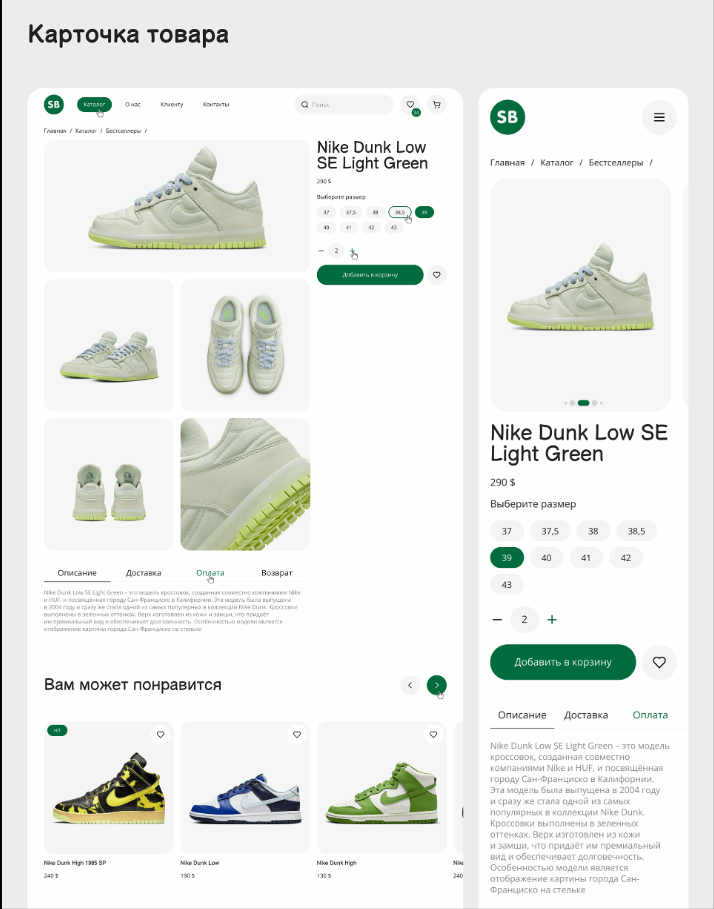 Карточка товара
SB
Каталог
О нас
Клиенту
Контакты
Поиск
Главная / Каталог / Бестселлеры /
Nike Dunk Low
SE Light Green
290 $
Выберите размер
37 37,5 38 38,5 39
40 41 42 43
− 2 +
Добавить в корзину
Описание Доставка Оплата Возврат
Nike Dunk Low SE Light Green – это модель кроссовок, созданная совместно компаниями Nike
и HUF, и посвящённая городу Сан-Франциско в Калифорнии. Эта модель была выпущена
в 2004 году и сразу же стала одной из самых популярных в коллекции Nike Dunk. Кроссовки
выполнены в зеленных оттенках. Верх изготовлен из кожи и замши, что придаёт
им премиальный вид и обеспечивает долговечность. Особенностью модели является
отображение картины города Сан-Франциско на стельке
Вам может понравится
Nike Dunk High 1985 SP
240 $
Nike Dunk Low
190 $
Nike Dunk High
130 $
240
SB
Главная / Каталог / Бестселлеры /
Nike Dunk Low SE
Light Green
290 $
Выберите размер
37 37,5 38 38,5
39 40 41 42
43
− 2 +
Добавить в корзину
Описание Доставка Оплата
Nike Dunk Low SE Light Green – это модель
кроссовок, созданная совместно
компаниями Nike и HUF, и посвящённая
городу Сан-Франциско в Калифорнии.
Эта модель была выпущена в 2004 году
и сразу же стала одной из самых
популярных в коллекции Nike Dunk.
Кроссовки выполнены в зеленных
оттенках. Верх изготовлен из кожи
и замши, что придаёт им премиальный
вид и обеспечивает долговечность.
Особенностью модели является
отображение картины города Сан-
Франциско на стельке